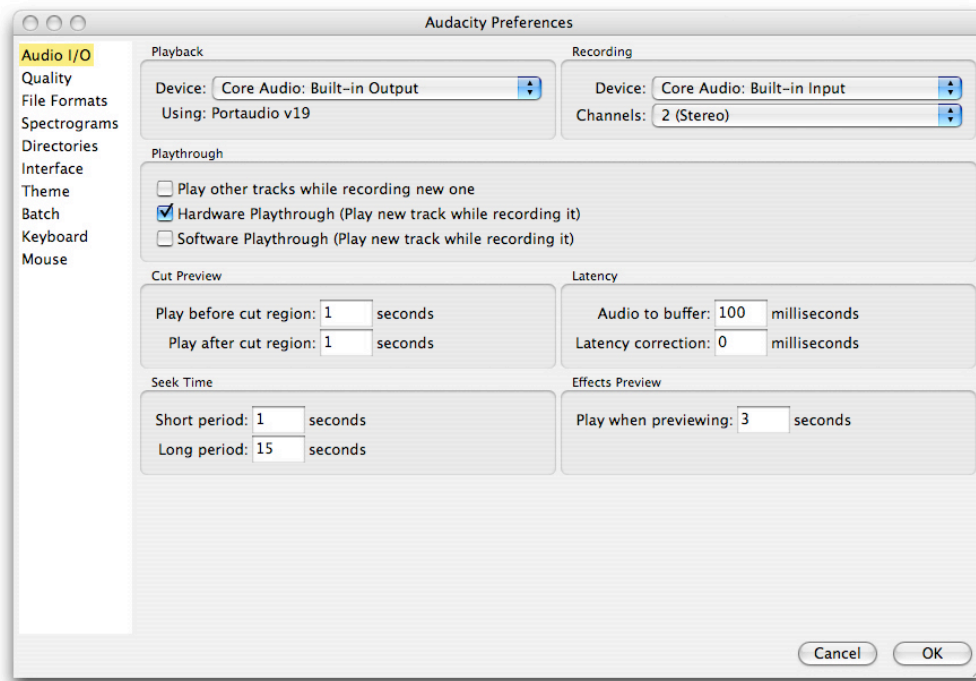 Audacity Preferences
Audio I/O
Quality
File Formats
Spectrograms
Directories
Interface
Theme
Batch
Keyboard
Mouse
Playback
Device: Core Audio: Built-in Output
Using: Portaudio v19
Recording
Device: Core Audio: Built-in Input
Channels: 2 (Stereo)
Playthrough
Play other tracks while recording new one
Hardware Playthrough (Play new track while recording it)
Software Playthrough (Play new track while recording it)
Cut Preview
Play before cut region: 1 seconds
Play after cut region: 1 seconds
Latency
Audio to buffer: 100 milliseconds
Latency correction: 0 milliseconds
Seek Time
Short period: 1 seconds
Long period: 15 seconds
Effects Preview
Play when previewing: 3 seconds
Cancel
OK